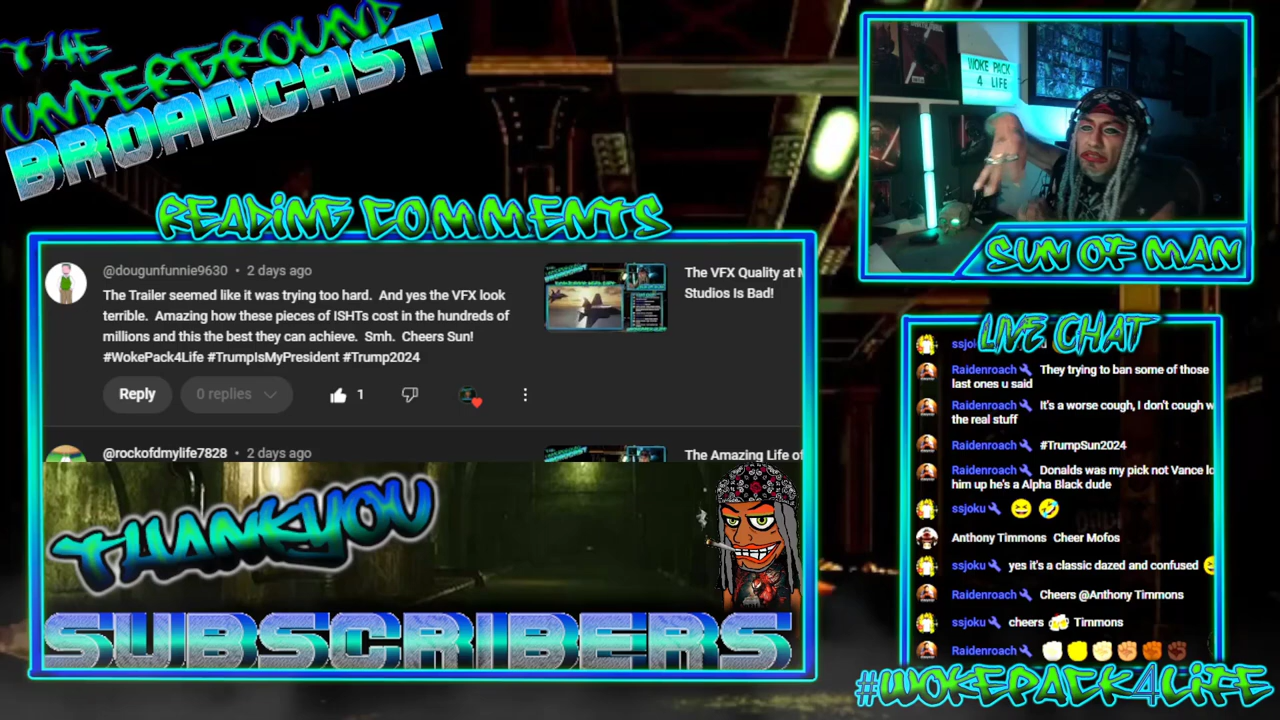 THE
UNDERGROUND
BROADCAST
READING COMMENTS
@dougunfunnie9630 • 2 days ago
The Trailer seemed like it was trying too hard. And yes the VFX look
terrible. Amazing how these pieces of ISHTs cost in the hundreds of
millions and this the best they can achieve. Smh. Cheers Sun!
#WokePack4Life #TrumpIsMyPresident #Trump2024
Reply
0 replies
1
The VFX Quality at M
Studios Is Bad!
@rockofdmylife7828 • 2 days ago
The Amazing Life of
THANKYOU
SUBSCRIBERS
WOKE PACK
4 LIFE
SUN OF MAN
LIVE CHAT
ssjo
Raidenroach They trying to ban some of those
last ones u said
Raidenroach It's a worse cough, I don't cough w
the real stuff
Raidenroach #TrumpSun2024
Raidenroach Donalds was my pick not Vance lo
him up he's a Alpha Black dude
ssjoku 😆 🤣
Anthony Timmons Cheer Mofos
ssjoku yes it's a classic dazed and confused
Raidenroach Cheers @Anthony Timmons
ssjoku cheers 🍻 Timmons
Raidenroach
#WOKEPACK4LIFE